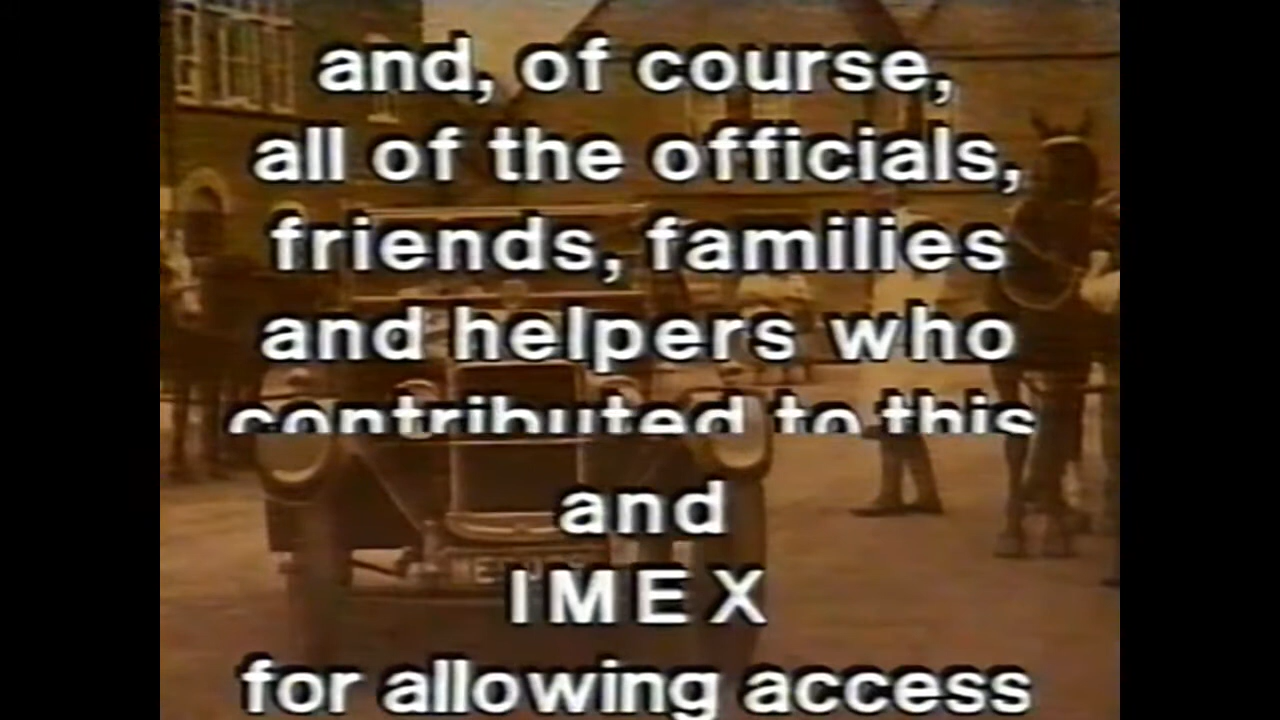 and, of course,
all of the officials,
friends, families
and helpers who
contributed to this
and
IMEX
for allowing access